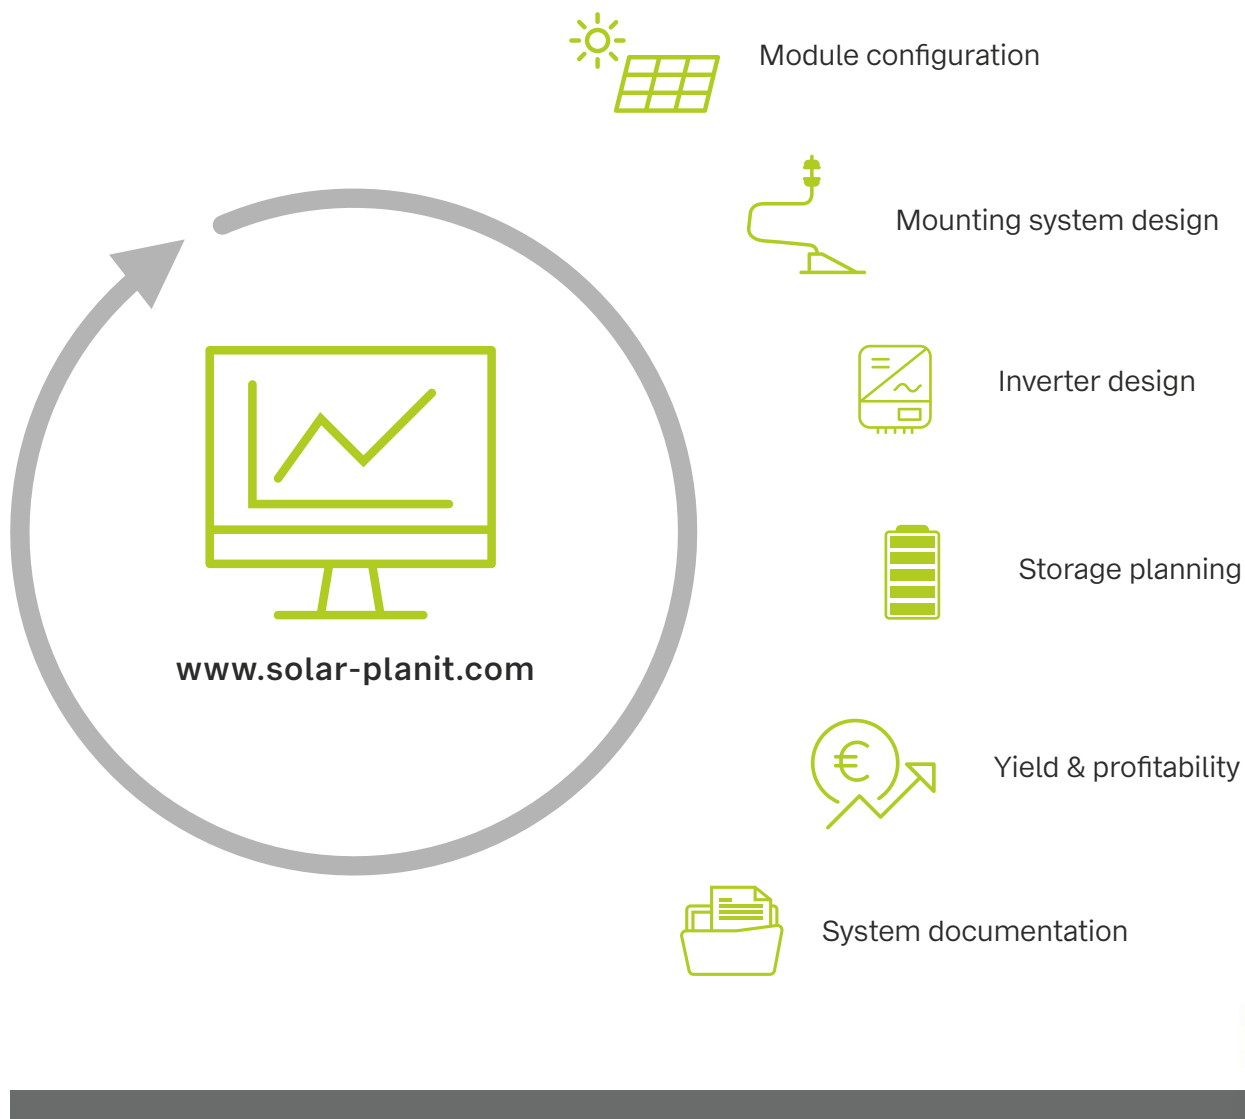 Module configuration
Mounting system design
Inverter design
Storage planning
www.solar-planit.com
Yield & profitability
System documentation